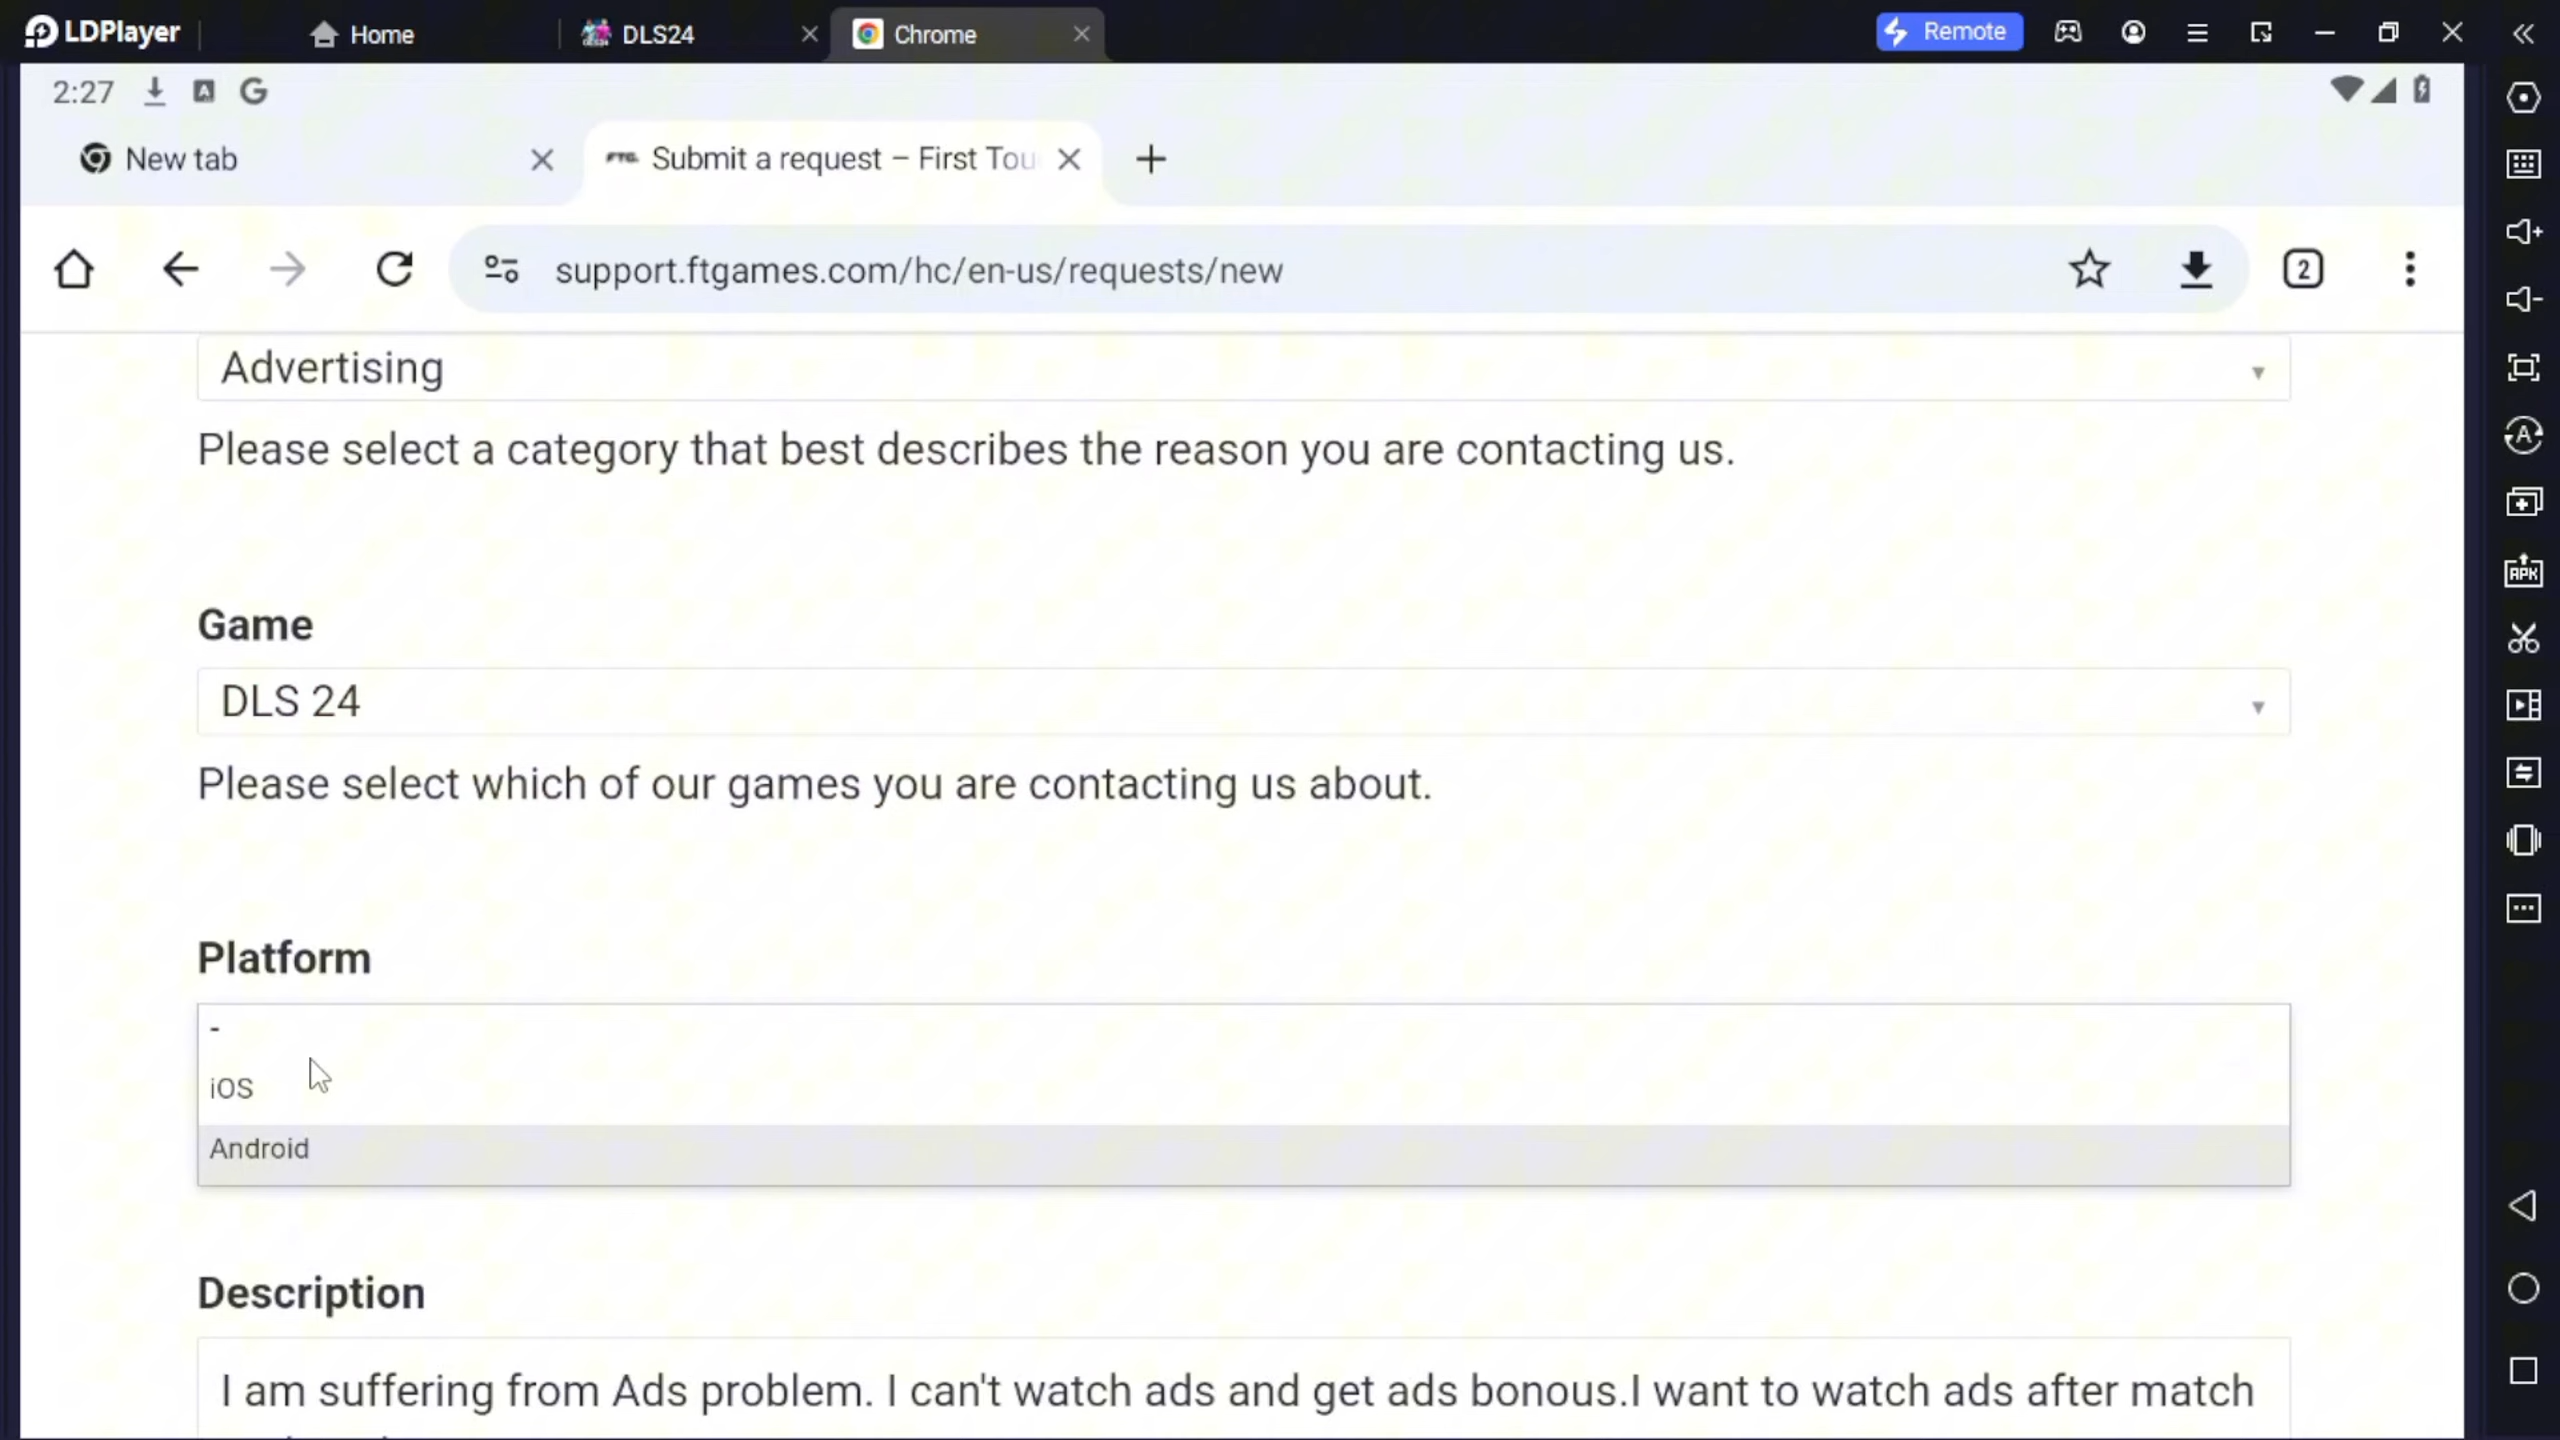 LDPlayer
Home
DLS24
Chrome
Remote
2:27
New tab
Submit a request – First Tou
support.ftgames.com/hc/en-us/requests/new
2
Advertising
Please select a category that best describes the reason you are contacting us.
Game
DLS 24
Please select which of our games you are contacting us about.
Platform
-
iOS
Android
Description
I am suffering from Ads problem. I can't watch ads and get ads bonous.I want to watch ads after match
APK